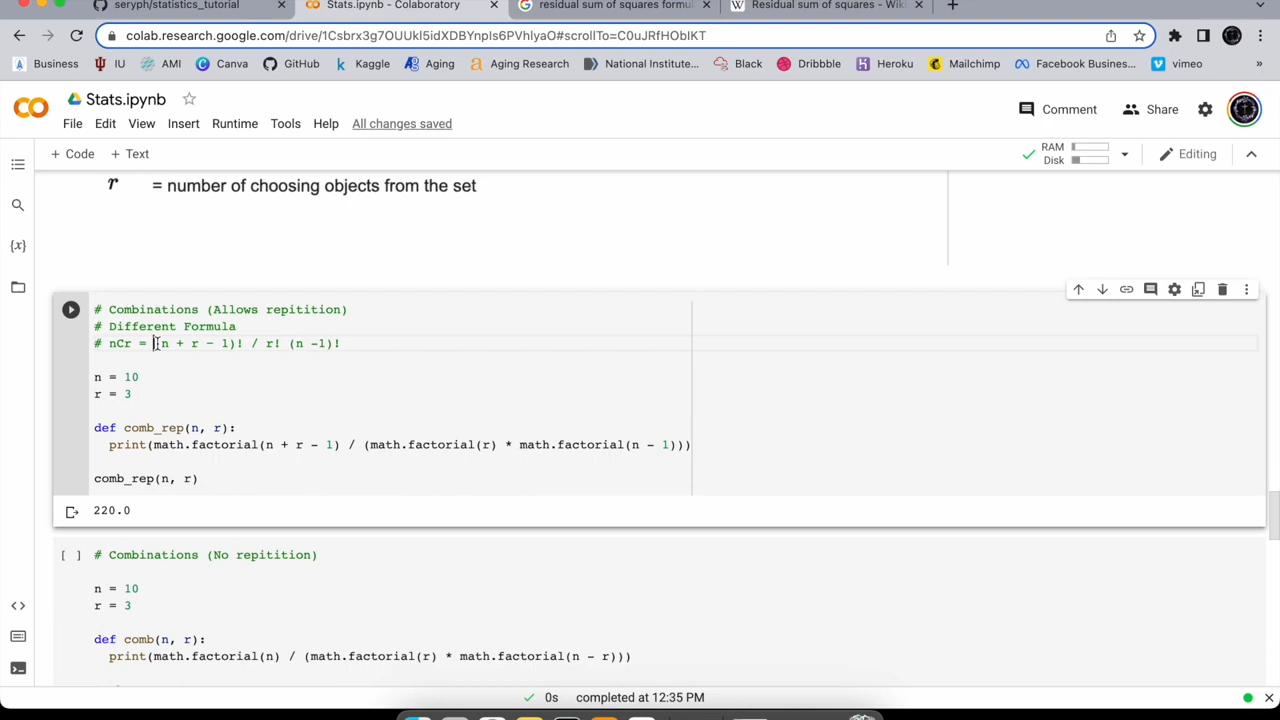 seryph/statistics_tutorial
Stats.ipynb - Colaboratory
residual sum of squares formul
Residual sum of squares - Wiki
colab.research.google.com/drive/1Csbrx3g7OUUkl5idXDBYnpIs6PcVhlyaO#scrollTo=C0uJRfHObIKT
Business IU AMI Canva GitHub Kaggle Aging Aging Research National Institute... Black Dribbble Heroku Mailchimp Facebook Busines... vimeo »
Stats.ipynb
Comment Share
File Edit View Insert Runtime Tools Help All changes saved
+ Code + Text
RAM
Disk
Editing
r = number of choosing objects from the set
# Combinations (Allows repitition)
# Different Formula
# nCr = (n + r - 1)! / r! (n -1)!
n = 10
r = 3
def comb_rep(n, r):
print(math.factorial(n + r - 1) / (math.factorial(r) * math.factorial(n - 1)))
comb_rep(n, r)
220.0
[ ] # Combinations (No repitition)
n = 10
r = 3
def comb(n, r):
print(math.factorial(n) / (math.factorial(r) * math.factorial(n - r)))
0s completed at 12:35 PM